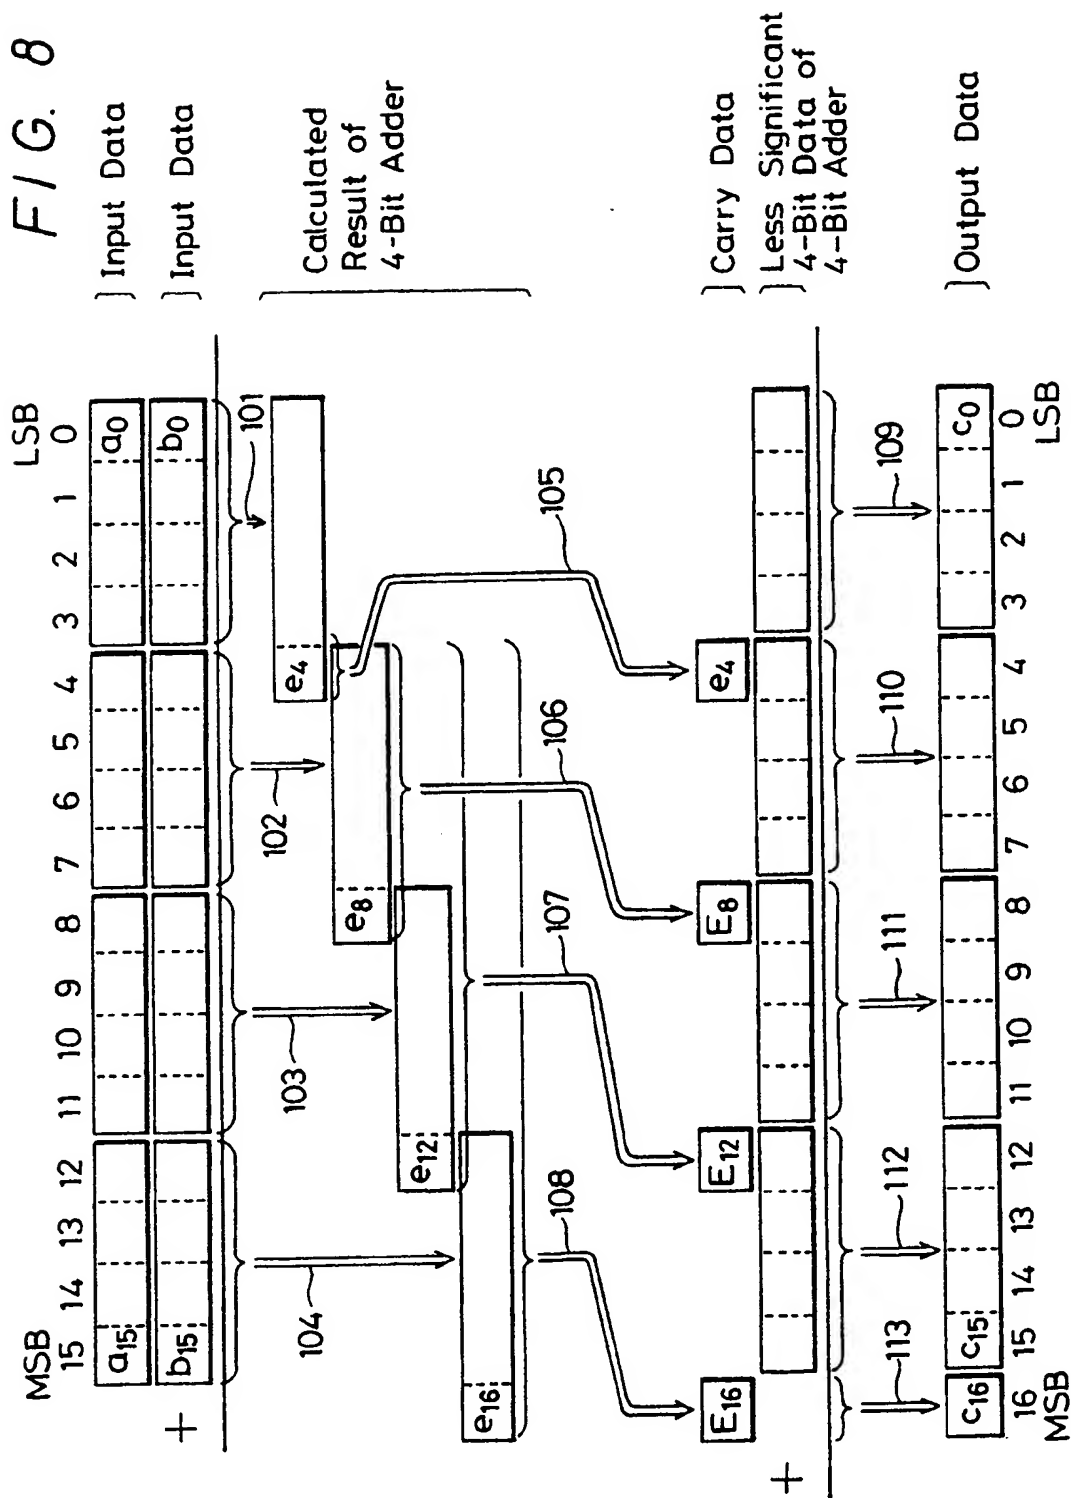 FIG. 8
MSB LSB
15 14 13 12 11 10 9 8 7 6 5 4 3 2 1 0
a15 a0 } Input Data
+ b15 b0 } Input Data
104 103 102 101
e4
e8
e12
e16
} Calculated
Result of
4-Bit Adder
108 107 106 105
E16 E12 E8 e4 } Carry Data
+ } Less Significant
4-Bit Data of
4-Bit Adder
113 112 111 110 109
c16 c15 c0 } Output Data
16 15 14 13 12 11 10 9 8 7 6 5 4 3 2 1 0
MSB LSB